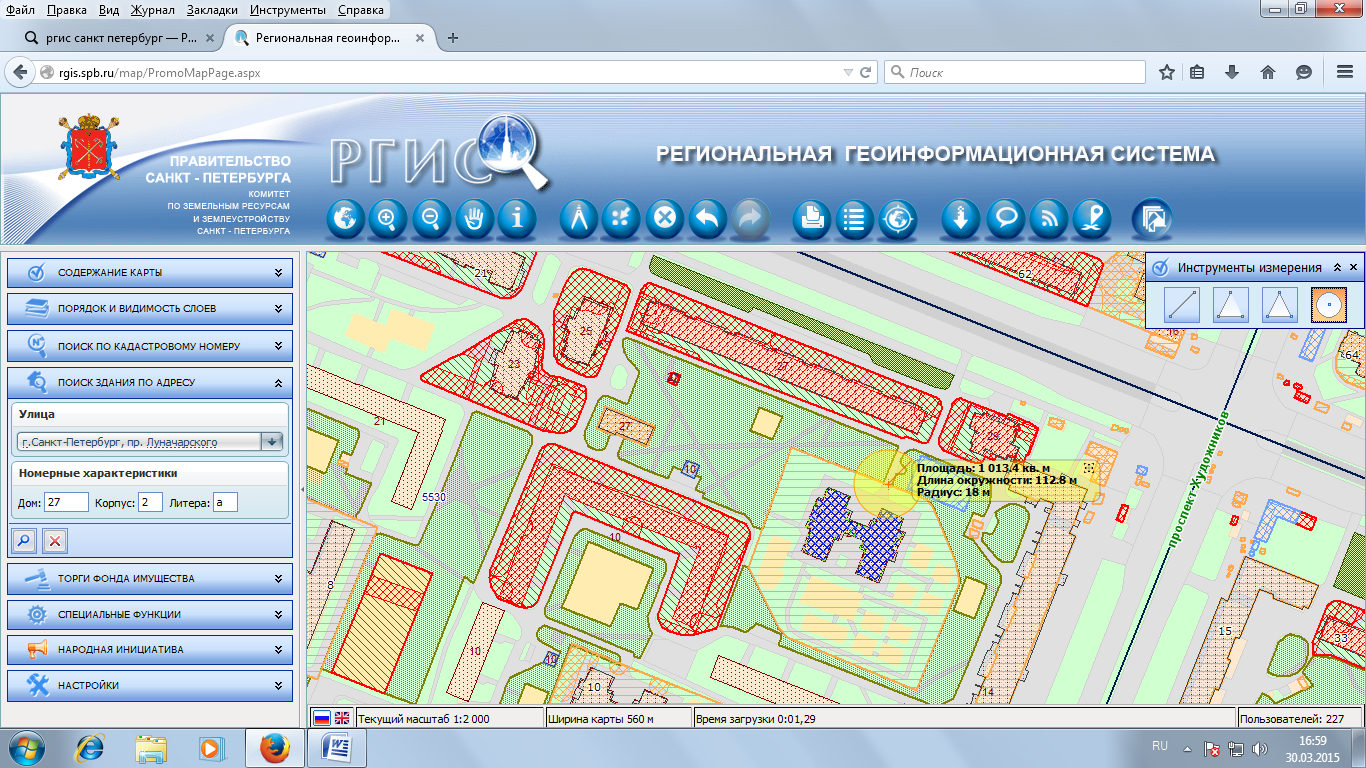 Файл Правка Вид Журнал Закладки Инструменты Справка
ргис санкт петербург — Р...
Региональная геоинфор...
rgis.spb.ru/map/PromoMapPage.aspx
Поиск
ПРАВИТЕЛЬСТВО
САНКТ - ПЕТЕРБУРГА
КОМИТЕТ
ПО ЗЕМЕЛЬНЫМ РЕСУРСАМ
И ЗЕМЛЕУСТРОЙСТВУ
САНКТ - ПЕТЕРБУРГА
РГИС
РЕГИОНАЛЬНАЯ ГЕОИНФОРМАЦИОННАЯ СИСТЕМА
СОДЕРЖАНИЕ КАРТЫ
ПОРЯДОК И ВИДИМОСТЬ СЛОЕВ
ПОИСК ПО КАДАСТРОВОМУ НОМЕРУ
ПОИСК ЗДАНИЯ ПО АДРЕСУ
Улица
г.Санкт-Петербург, пр. Луначарского
Номерные характеристики
Дом: 27 Корпус: 2 Литера: а
ТОРГИ ФОНДА ИМУЩЕСТВА
СПЕЦИАЛЬНЫЕ ФУНКЦИИ
НАРОДНАЯ ИНИЦИАТИВА
НАСТРОЙКИ
Инструменты измерения
21
62
25
23
27
16
64
21
27
29
10
5530
10
8
10
10
10
14
15
33
Площадь: 1 013.4 кв. м
Длина окружности: 112.8 м
Радиус: 18 м
проспект Художников
Текущий масштаб 1:2 000
Ширина карты 560 м
Время загрузки 0:01,29
Пользователей: 227
RU
16:59
30.03.2015